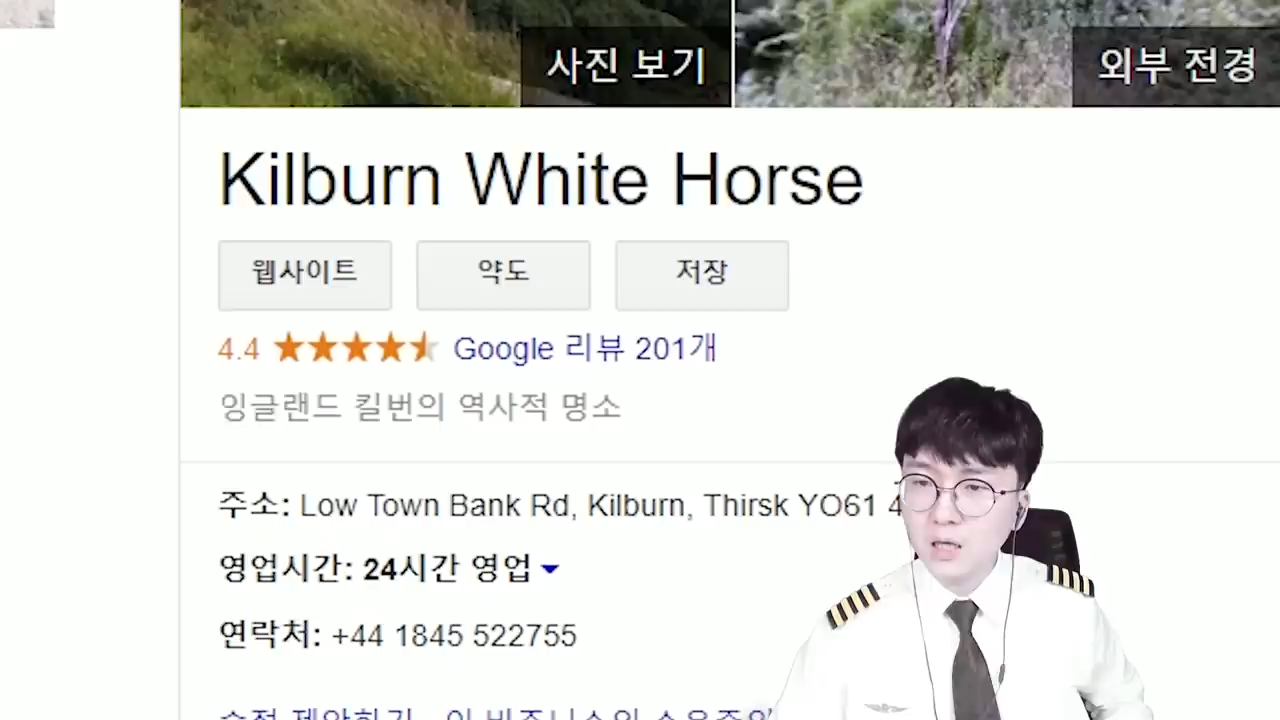 사진 보기
외부 전경
Kilburn White Horse
웹사이트 약도 저장
4.4 Google 리뷰 201개
잉글랜드 킬번의 역사적 명소
주소: Low Town Bank Rd, Kilburn, Thirsk YO61
영업시간: 24시간 영업
연락처: +44 1845 522755